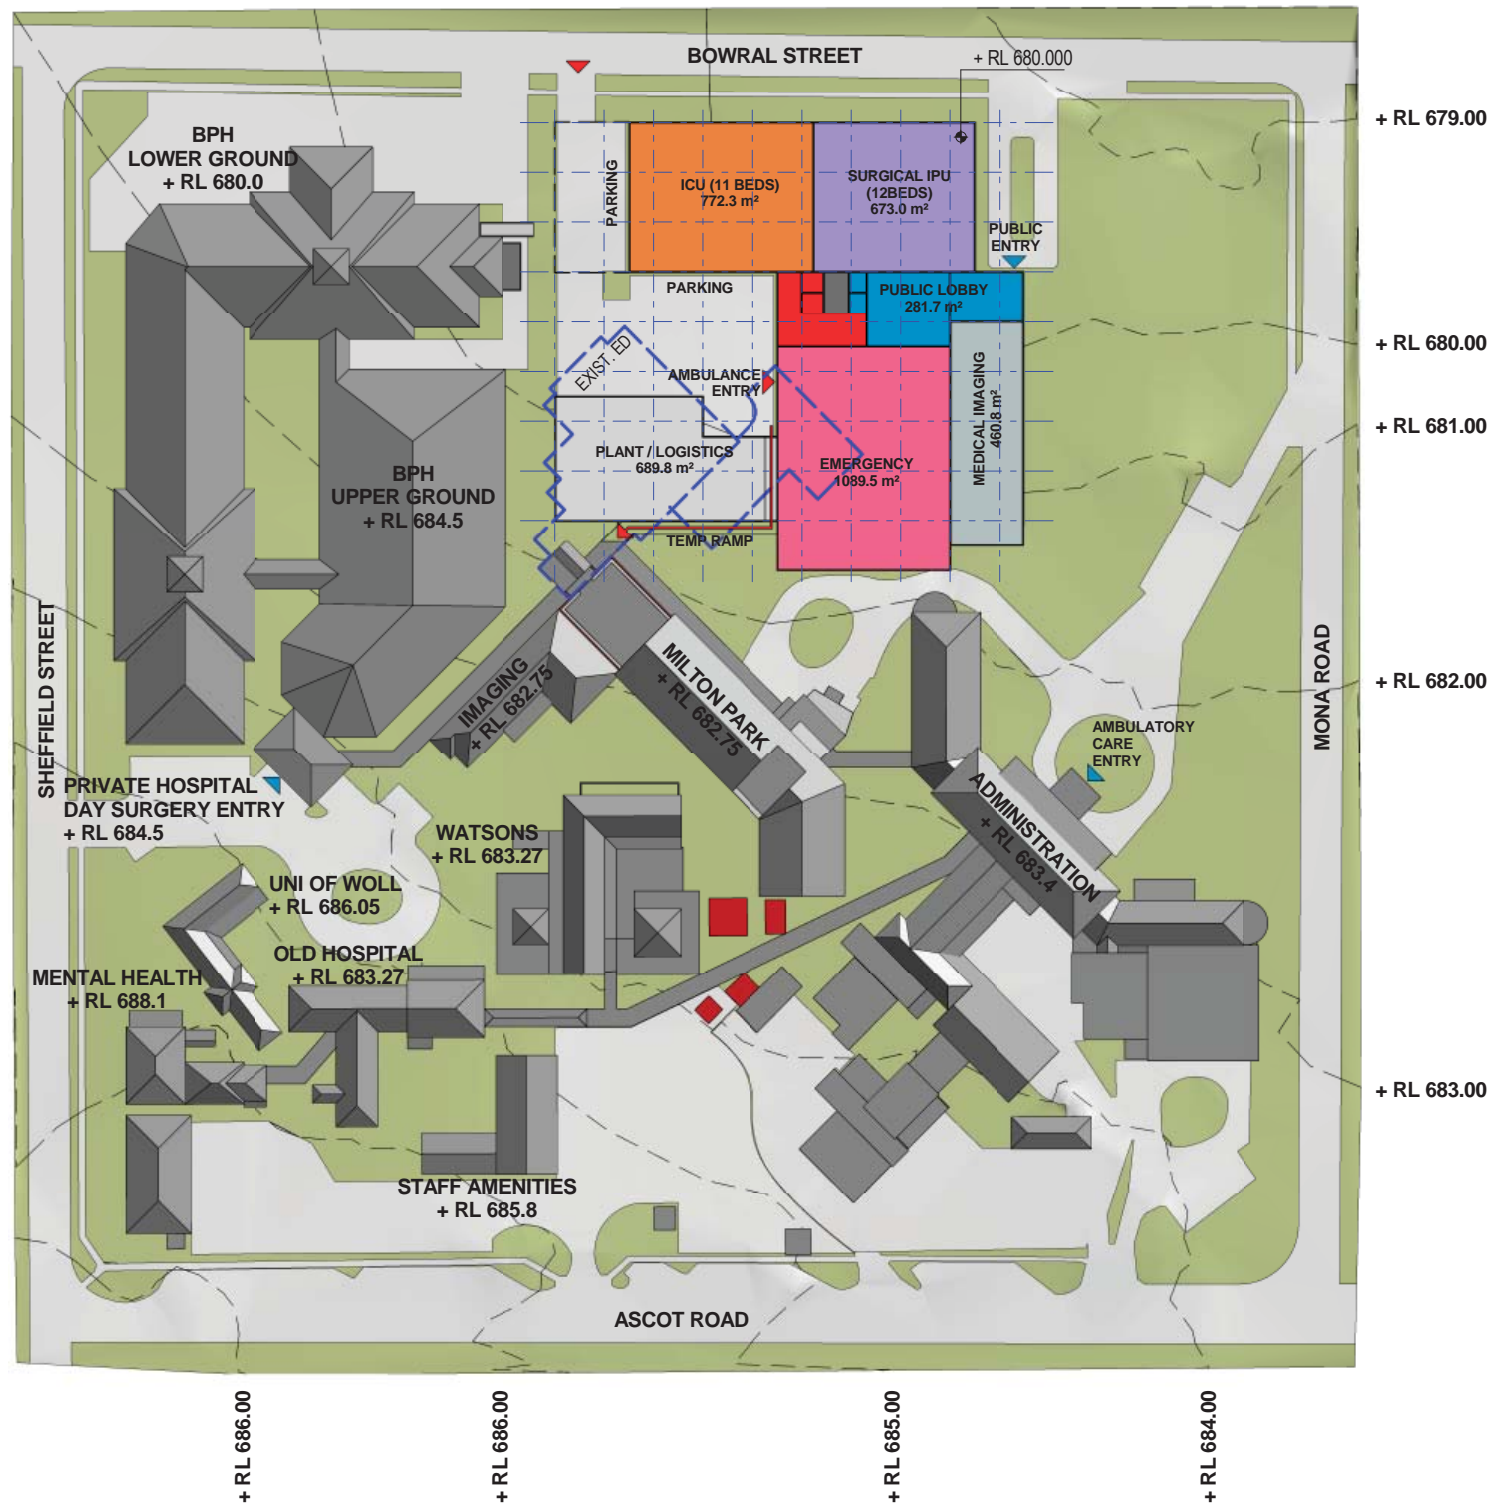 BOWRAL STREET
+ RL 680.000
+ RL 679.00
BPH
LOWER GROUND
+ RL 680.0
PARKING
ICU (11 BEDS)
772.3 m²
SURGICAL IPU
(12BEDS)
673.0 m²
PUBLIC
ENTRY
PARKING
PUBLIC LOBBY
281.7 m²
+ RL 680.00
EXIST. ED
AMBULANCE
ENTRY
MEDICAL IMAGING
460.8 m²
+ RL 681.00
PLANT / LOGISTICS
689.8 m²
EMERGENCY
1089.5 m²
BPH
UPPER GROUND
+ RL 684.5
TEMP RAMP
SHEFFIELD STREET
IMAGING
+ RL 682.75
MILTON PARK
+ RL 682.75
MONA ROAD
+ RL 682.00
AMBULATORY
CARE
ENTRY
PRIVATE HOSPITAL
DAY SURGERY ENTRY
+ RL 684.5
ADMINISTRATION
+ RL 683.4
WATSONS
+ RL 683.27
UNI OF WOLL
+ RL 686.05
OLD HOSPITAL
+ RL 683.27
MENTAL HEALTH
+ RL 688.1
+ RL 683.00
STAFF AMENITIES
+ RL 685.8
ASCOT ROAD
+ RL 686.00
+ RL 686.00
+ RL 685.00
+ RL 684.00